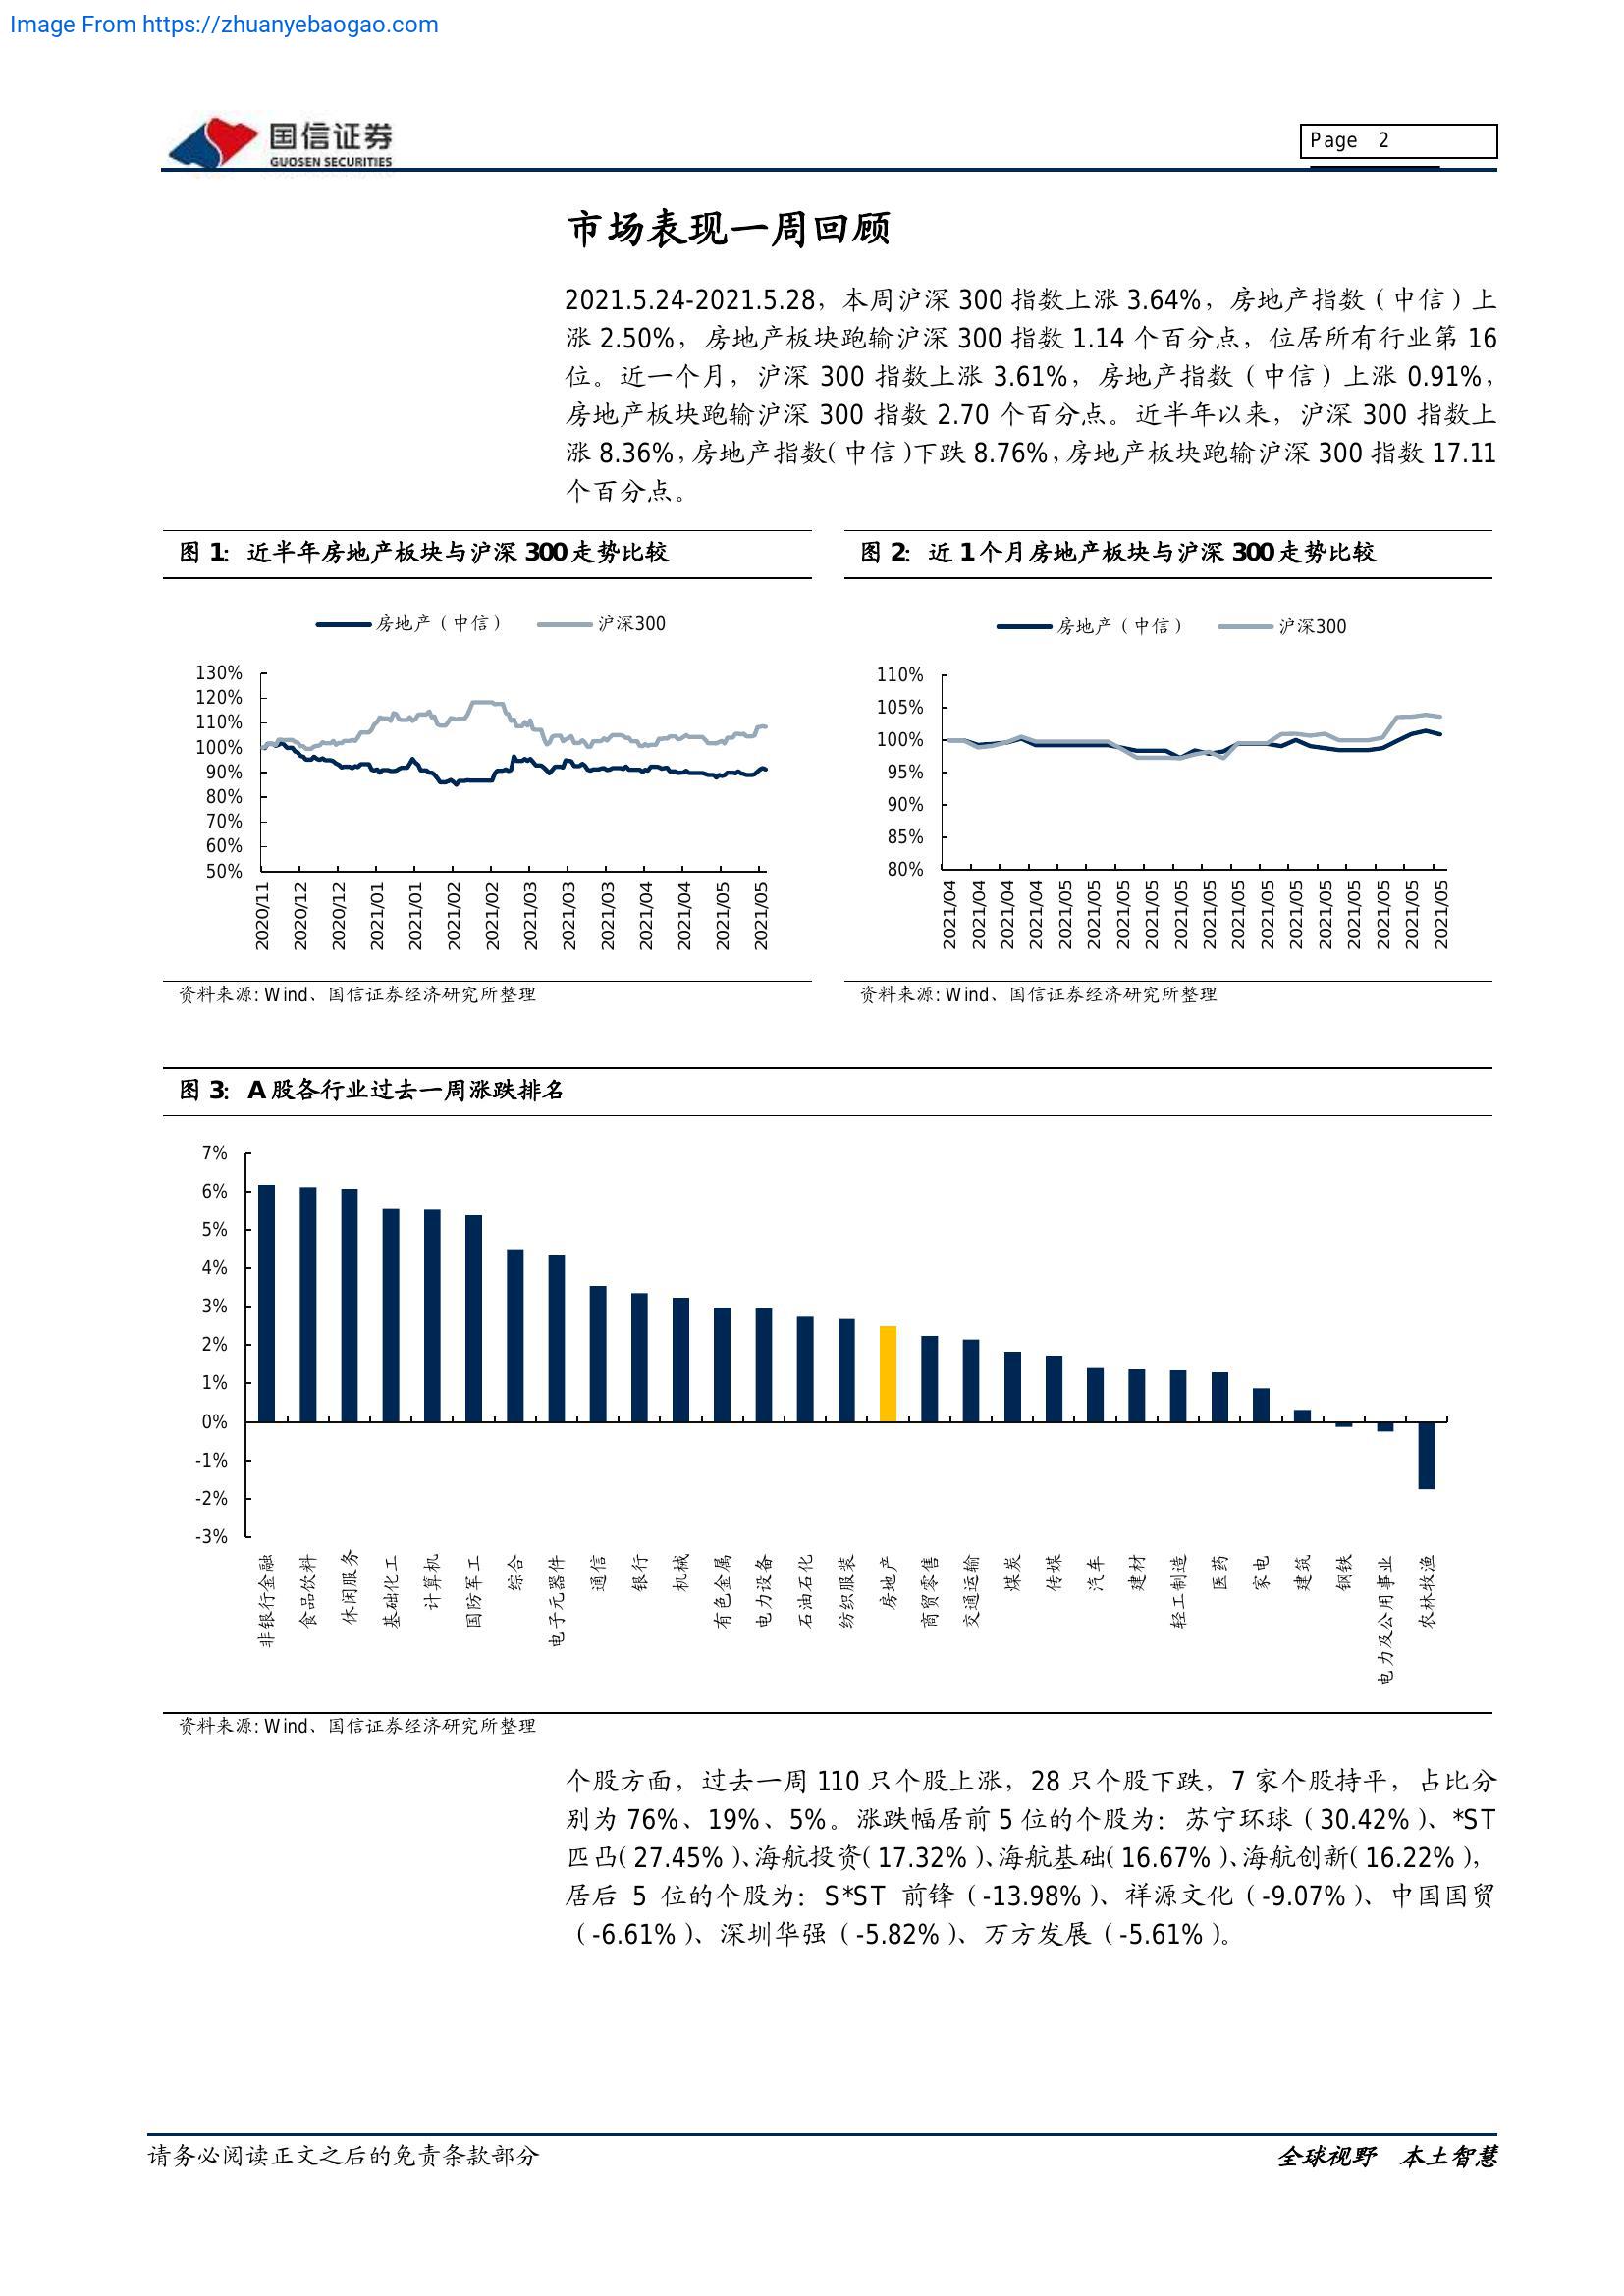 Image From https://zhuanyebaogao.com
国信证券
GUOSEN SECURITIES
Page 2
市场表现一周回顾
2021.5.24-2021.5.28，本周沪深 300 指数上涨 3.64%，房地产指数（中信）上
涨 2.50%，房地产板块跑输沪深 300 指数 1.14 个百分点，位居所有行业第 16
位。近一个月，沪深 300 指数上涨 3.61%，房地产指数（中信）上涨 0.91%，
房地产板块跑输沪深 300 指数 2.70 个百分点。近半年以来，沪深 300 指数上
涨 8.36%，房地产指数（中信）下跌 8.76%，房地产板块跑输沪深 300 指数 17.11
个百分点。
图 1：近半年房地产板块与沪深 300 走势比较
房地产（中信） 沪深300
130%
120%
110%
100%
90%
80%
70%
60%
50%
2020/11 2020/12 2020/12 2021/01 2021/01 2021/02 2021/02 2021/03 2021/03 2021/03 2021/04 2021/04 2021/05 2021/05
资料来源：Wind、国信证券经济研究所整理
图 2：近 1 个月房地产板块与沪深 300 走势比较
房地产（中信） 沪深300
110%
105%
100%
95%
90%
85%
80%
2021/04 2021/04 2021/04 2021/04 2021/05 2021/05 2021/05 2021/05 2021/05 2021/05 2021/05 2021/05 2021/05 2021/05 2021/05 2021/05 2021/05 2021/05
资料来源：Wind、国信证券经济研究所整理
图 3：A 股各行业过去一周涨跌排名
7%
6%
5%
4%
3%
2%
1%
0%
-1%
-2%
-3%
非银行金融 食品饮料 休闲服务 基础化工 计算机 国防军工 综合 电子元器件 通信 银行 机械 有色金属 电力设备 石油石化 纺织服装 房地产 商贸零售 交通运输 煤炭 传媒 汽车 建材 轻工制造 医药 家电 建筑 钢铁 电力及公用事业 农林牧渔
资料来源：Wind、国信证券经济研究所整理
个股方面，过去一周 110 只个股上涨，28 只个股下跌，7 家个股持平，占比分
别为 76%、19%、5%。涨跌幅居前 5 位的个股为：苏宁环球（30.42%）、*ST
匹凸（27.45%）、海航投资（17.32%）、海航基础（16.67%）、海航创新（16.22%），
居后 5 位的个股为：S*ST 前锋（-13.98%）、祥源文化（-9.07%）、中国国贸
（-6.61%）、深圳华强（-5.82%）、万方发展（-5.61%）。
请务必阅读正文之后的免责条款部分
全球视野 本土智慧